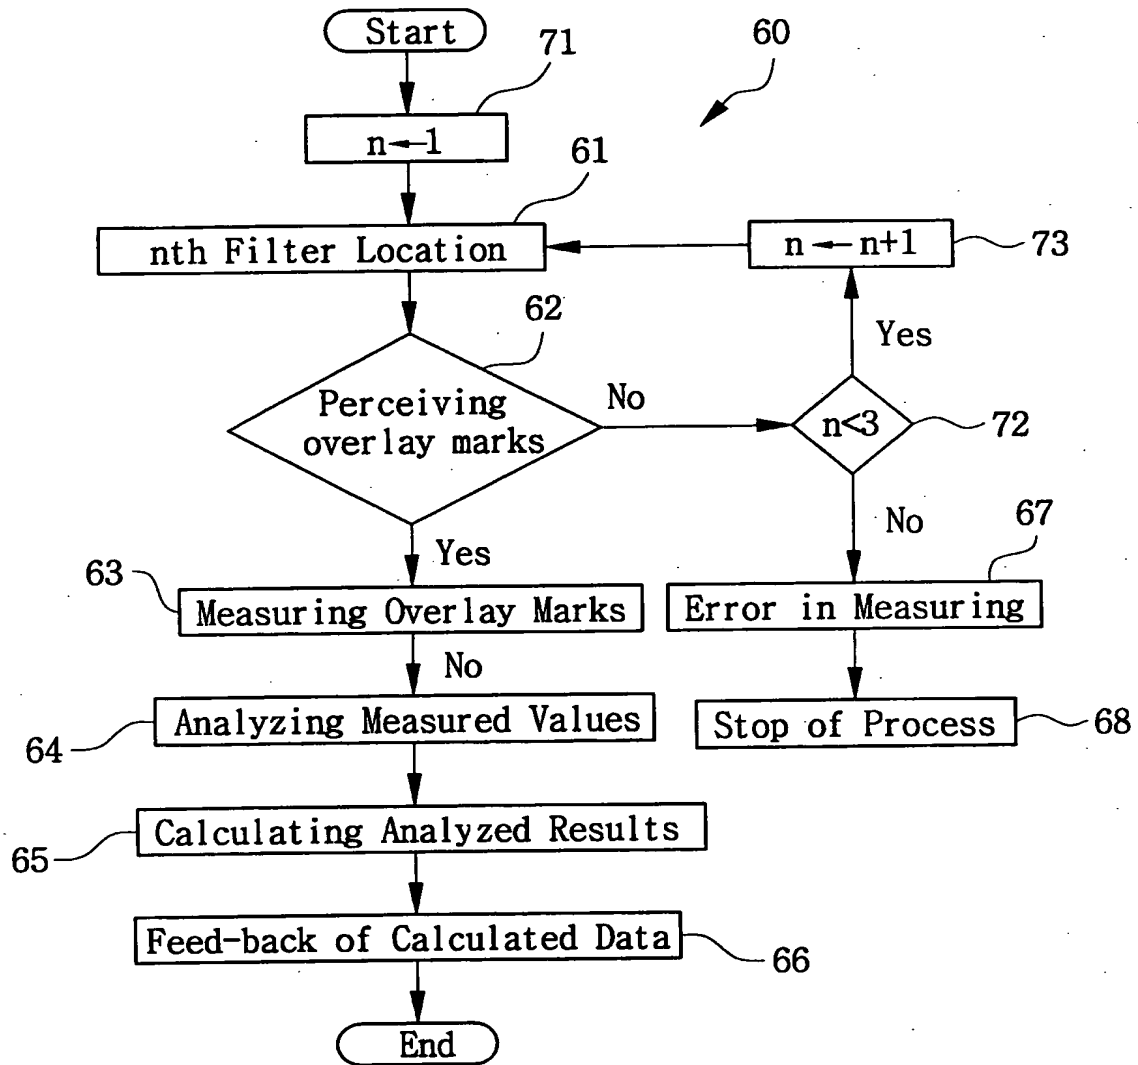 Start
71
60
n←1
61
nth Filter Location
n ← n+1
73
62
Yes
Perceiving
overlay marks
No
n<3
72
No
67
Yes
63
Measuring Overlay Marks
Error in Measuring
No
Analyzing Measured Values
64
Stop of Process
68
Calculating Analyzed Results
65
Feed-back of Calculated Data
66
End